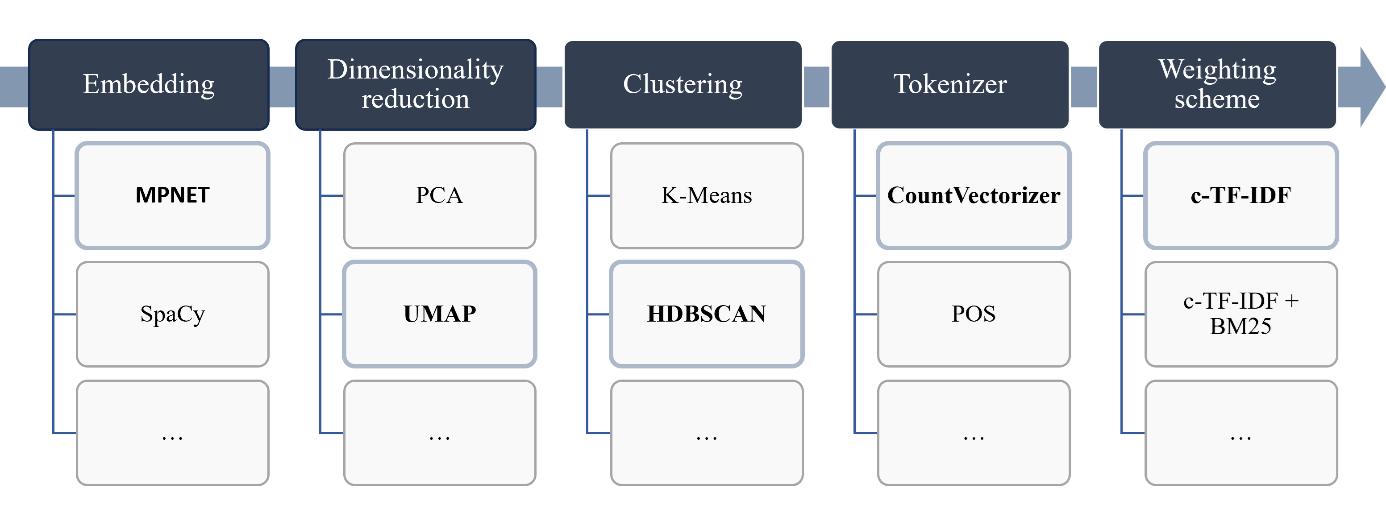 Embedding
Dimensionality
reduction
Clustering
Tokenizer
Weighting
scheme
MPNET
PCA
K-Means
CountVectorizer
c-TF-IDF
SpaCy
UMAP
HDBSCAN
POS
c-TF-IDF +
BM25
…
…
…
…
…